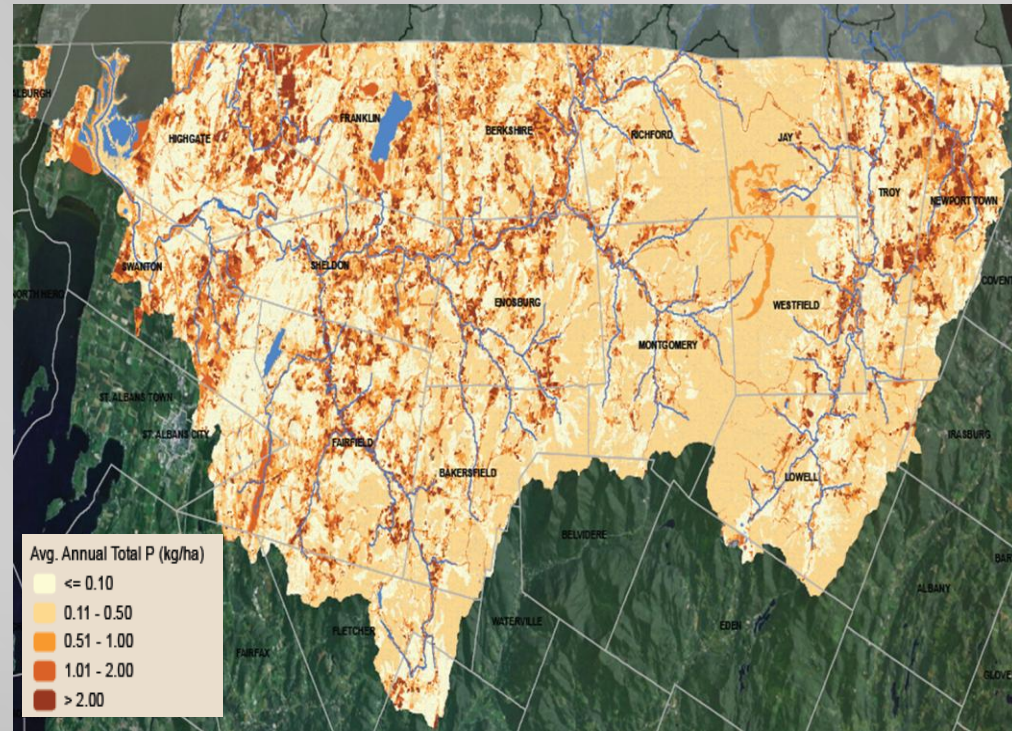 ALBURGH
HIGHGATE
FRANKLIN
BERKSHIRE
RICHFORD
JAY
TROY
NEWPORT TOWN
SWANTON
SHELDON
ENOSBURG
WESTFIELD
COVENT
NORTH HERO
MONTGOMERY
ST. ALBANS TOWN
ST. ALBANS CITY
FAIRFIELD
IRASBURG
BAKERSFIELD
LOWELL
BELVIDERE
Avg. Annual Total P (kg/ha)
<= 0.10
0.11 - 0.50
0.51 - 1.00
1.01 - 2.00
> 2.00
BAR
ALBANY
WATERVILLE
EDEN
FLETCHER
FAIRFAX
GLOVE